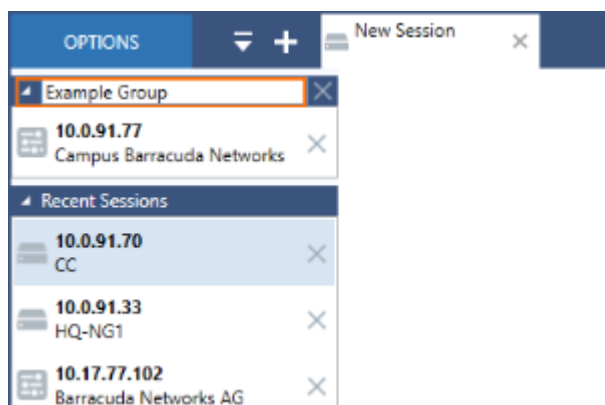 OPTIONS
New Session
Example Group
10.0.91.77
Campus Barracuda Networks
Recent Sessions
10.0.91.70
CC
10.0.91.33
HQ-NG1
10.17.77.102
Barracuda Networks AG